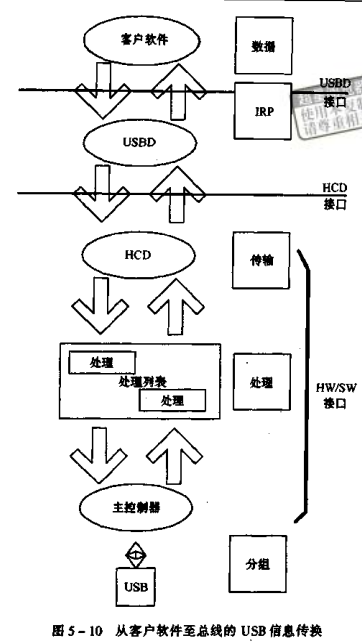 客户软件
数据
USBD
接口
IRP
USBD
HCD
接口
HCD
传输
处理
处理列表
处理
处理
HW/SW
接口
主控制器
分组
USB
图 5-10 从客户软件至总线的 USB 信息传换